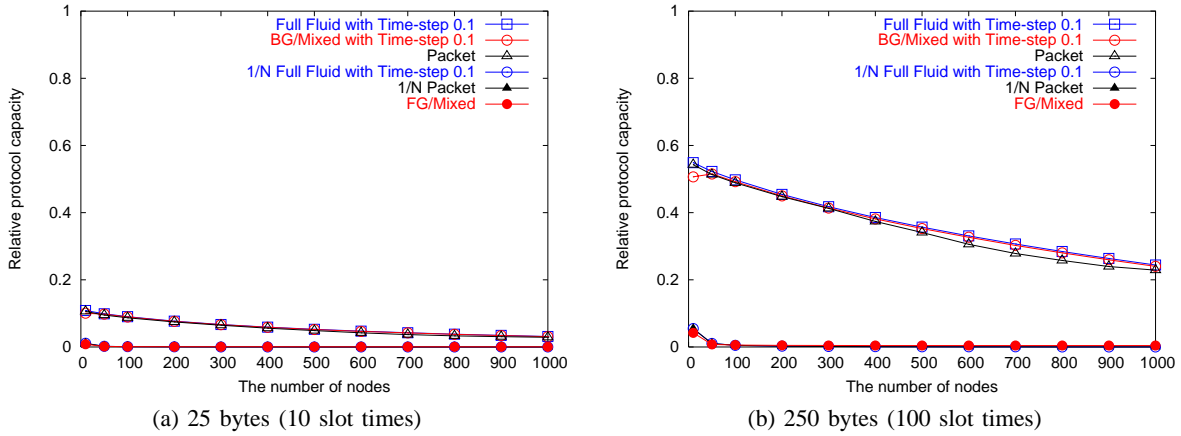 Relative protocol capacity
1
0.8
0.6
0.4
0.2
0
Full Fluid with Time-step 0.1
BG/Mixed with Time-step 0.1
Packet
1/N Full Fluid with Time-step 0.1
1/N Packet
FG/Mixed
0 100 200 300 400 500 600 700 800 900 1000
The number of nodes
(a) 25 bytes (10 slot times)
Relative protocol capacity
1
0.8
0.6
0.4
0.2
0
Full Fluid with Time-step 0.1
BG/Mixed with Time-step 0.1
Packet
1/N Full Fluid with Time-step 0.1
1/N Packet
FG/Mixed
0 100 200 300 400 500 600 700 800 900 1000
The number of nodes
(b) 250 bytes (100 slot times)